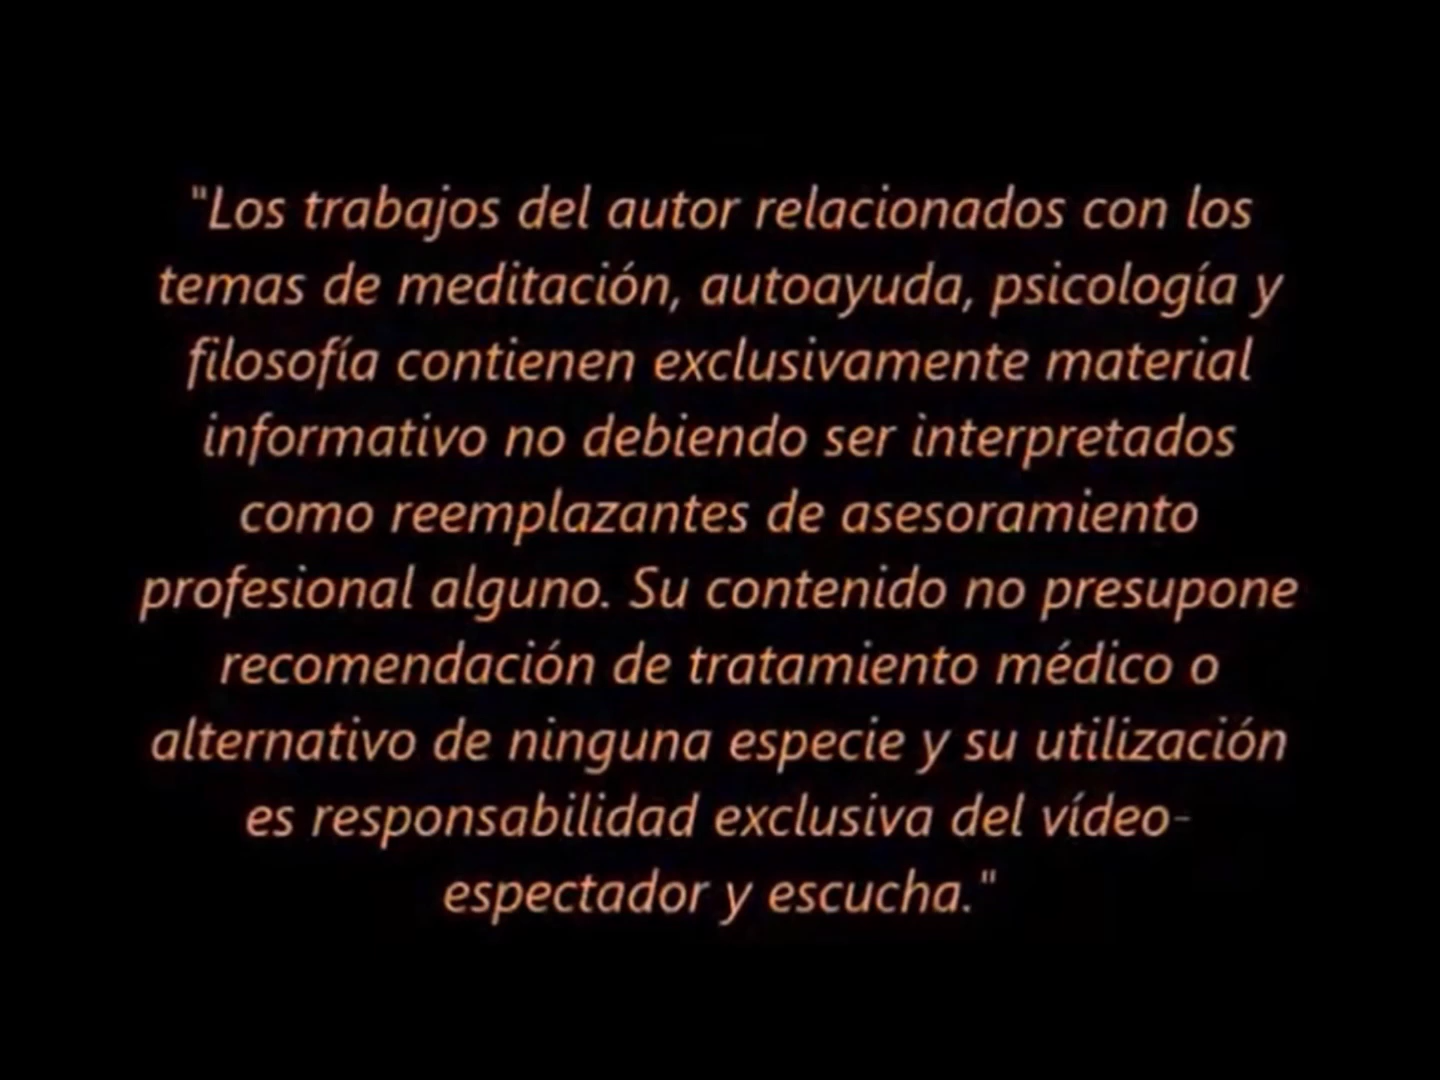 "Los trabajos del autor relacionados con los
temas de meditación, autoayuda, psicología y
filosofía contienen exclusivamente material
informativo no debiendo ser interpretados
como reemplazantes de asesoramiento
profesional alguno. Su contenido no presupone
recomendación de tratamiento médico o
alternativo de ninguna especie y su utilización
es responsabilidad exclusiva del vídeo-
espectador y escucha."